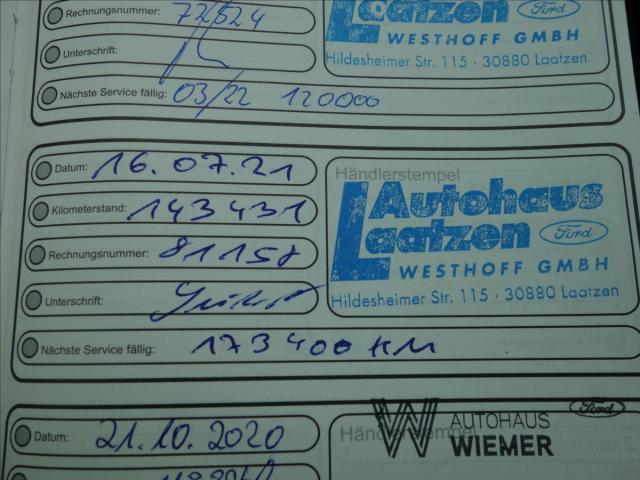 Rechnungsnummer: 72524
Unterschrift:
Nächste Service fällig: 03/22 120000
Laatzen Ford
WESTHOFF GMBH
Hildesheimer Str. 115 · 30880 Laatzen
Datum: 16.07.21
Kilometerstand: 143431
Rechnungsnummer: 81158
Unterschrift:
Nächste Service fällig: 173400 KM
Händlerstempel
Autohaus
Laatzen Ford
WESTHOFF GMBH
Hildesheimer Str. 115 · 30880 Laatzen
Datum: 21.10.2020
Händlerstempel
W AUTOHAUS
WIEMER
Ford